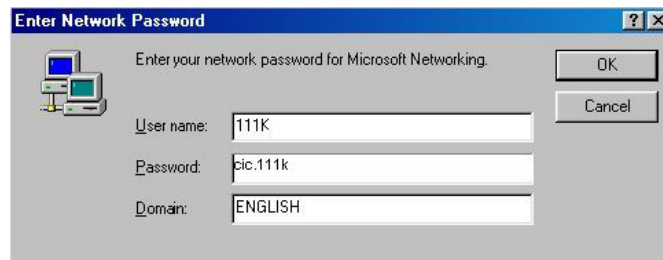 Enter Network Password
Enter your network password for Microsoft Networking.
OK
Cancel
User name: 111K
Password: cic.111k
Domain: ENGLISH